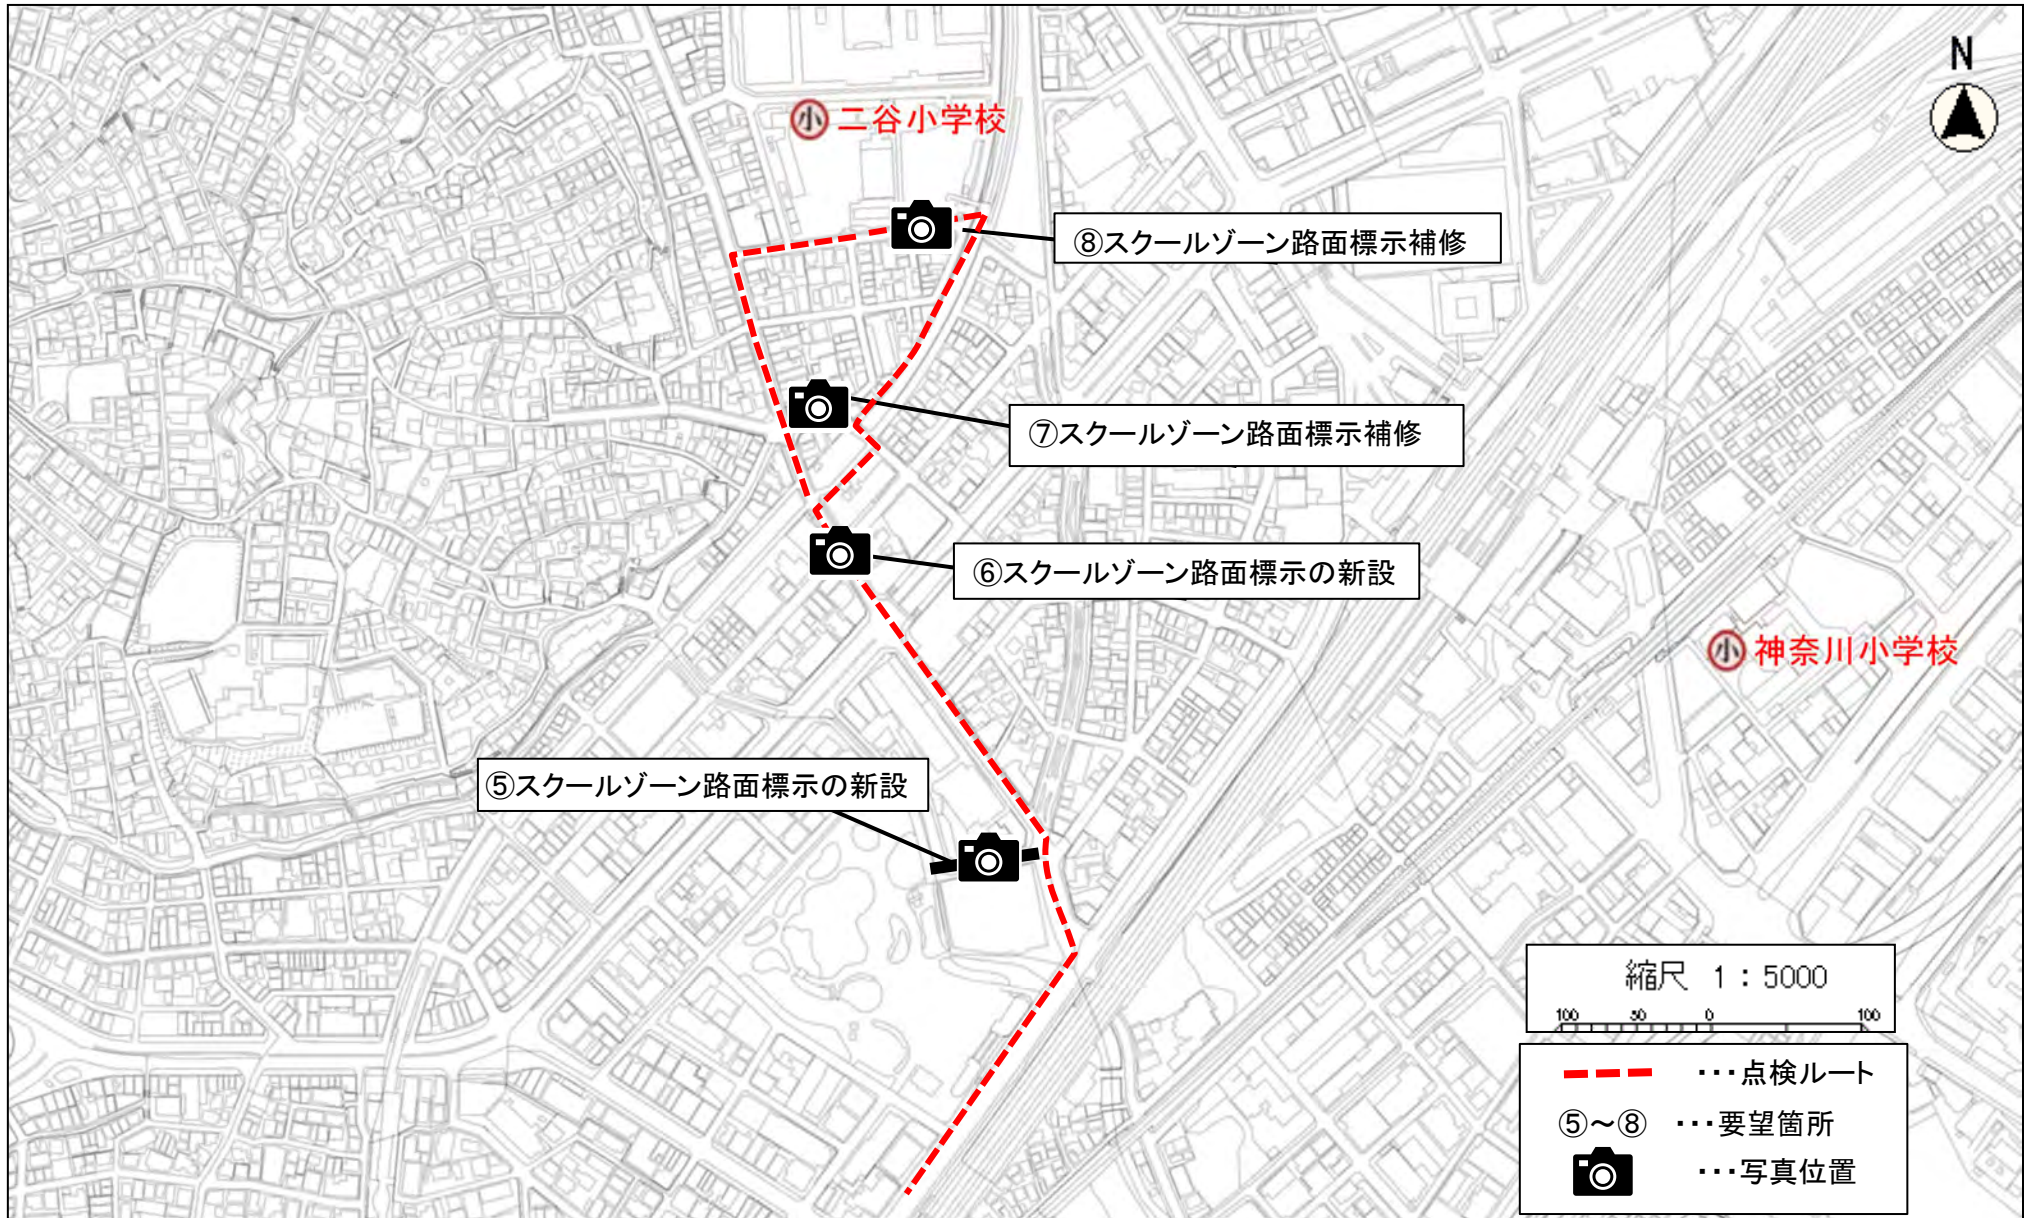 N
小 二谷小学校
⑧スクールゾーン路面標示補修
⑦スクールゾーン路面標示補修
⑥スクールゾーン路面標示の新設
小 神奈川小学校
⑤スクールゾーン路面標示の新設
縮尺 1：5000
100 50 0 100
･･･点検ルート
⑤～⑧ ･･･要望箇所
･･･写真位置